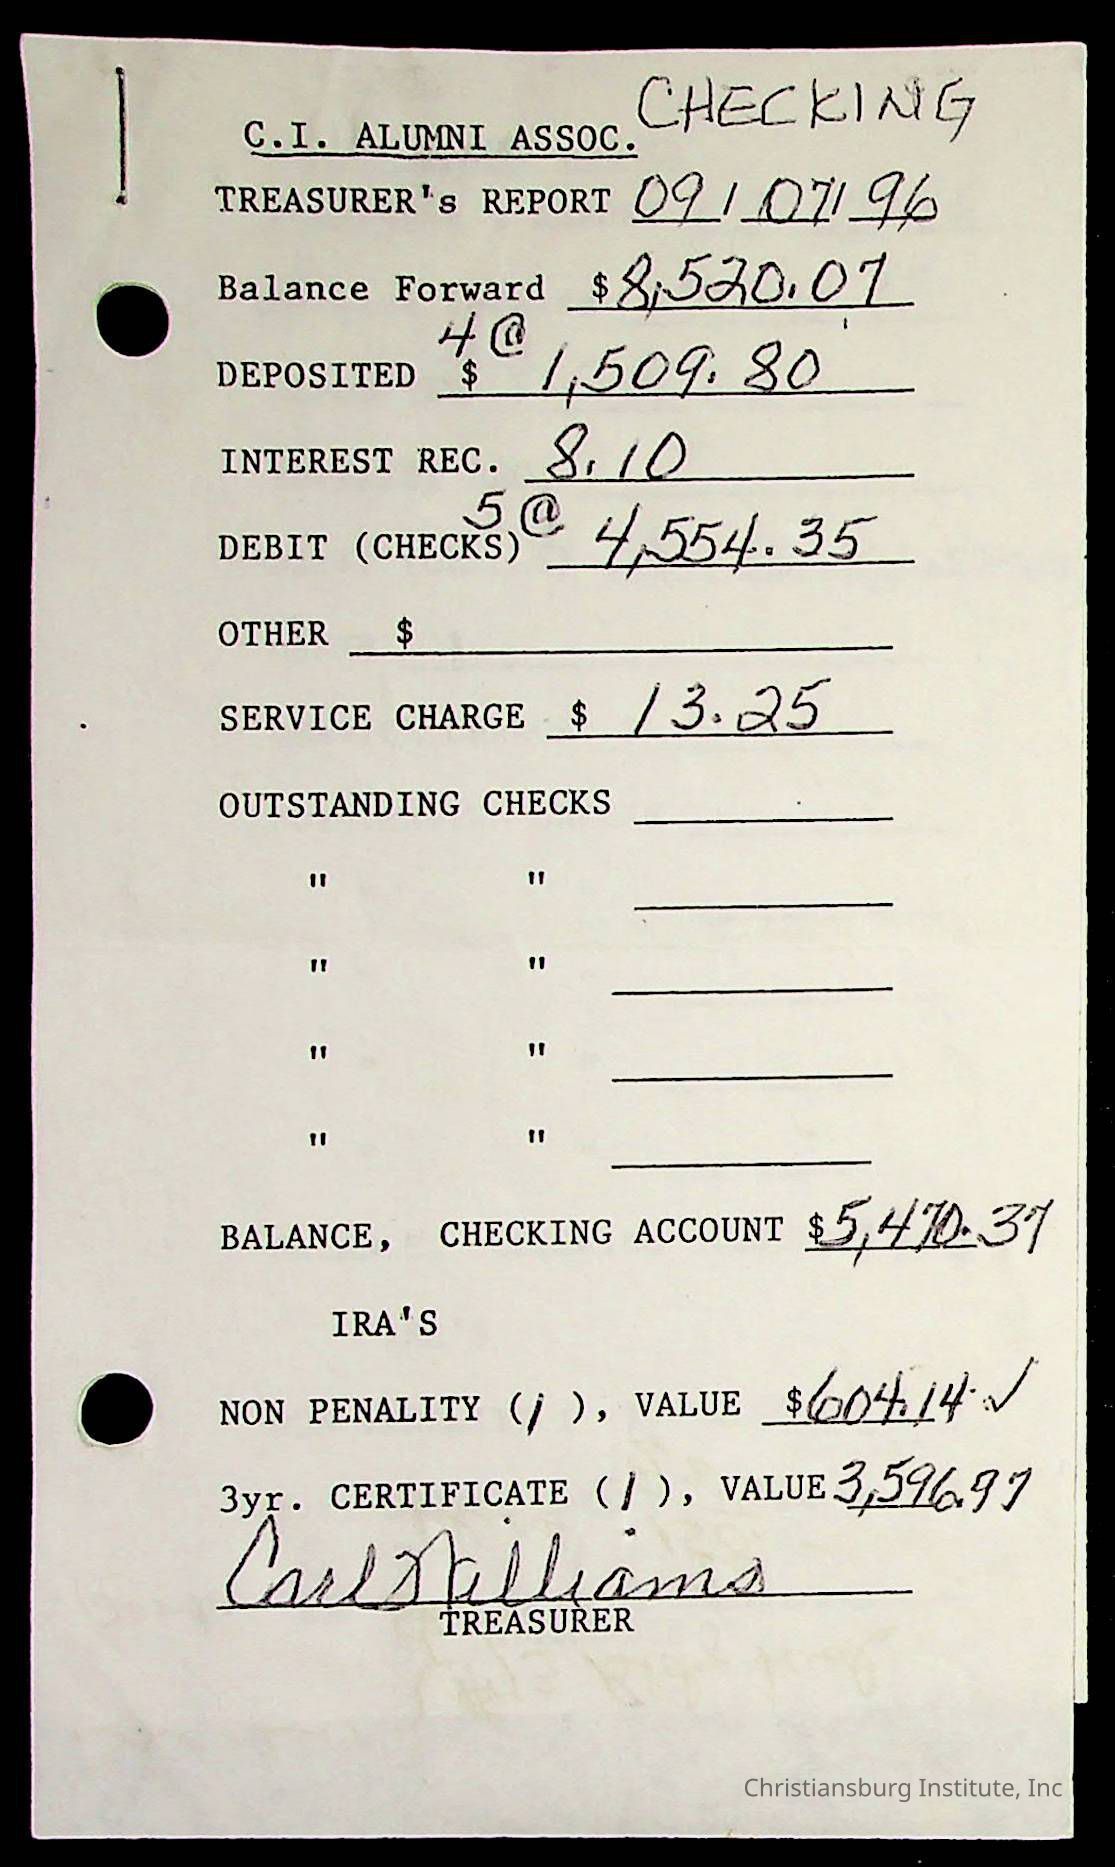 CHECKING
C.I. ALUMNI ASSOC.
TREASURER's REPORT 09/07/96
Balance Forward $8,520.07
4 @
DEPOSITED $ 1,509.80
INTEREST REC. 8.10
5 @
DEBIT (CHECKS) 4,554.35
OTHER $
SERVICE CHARGE $ 13.25
OUTSTANDING CHECKS
" "
" "
" "
" "
BALANCE, CHECKING ACCOUNT $5,470.37
IRA'S
NON PENALITY (1), VALUE $604.14 ✓
3yr. CERTIFICATE (1), VALUE 3,596.97
Carl Williams
TREASURER
Christiansburg Institute, Inc